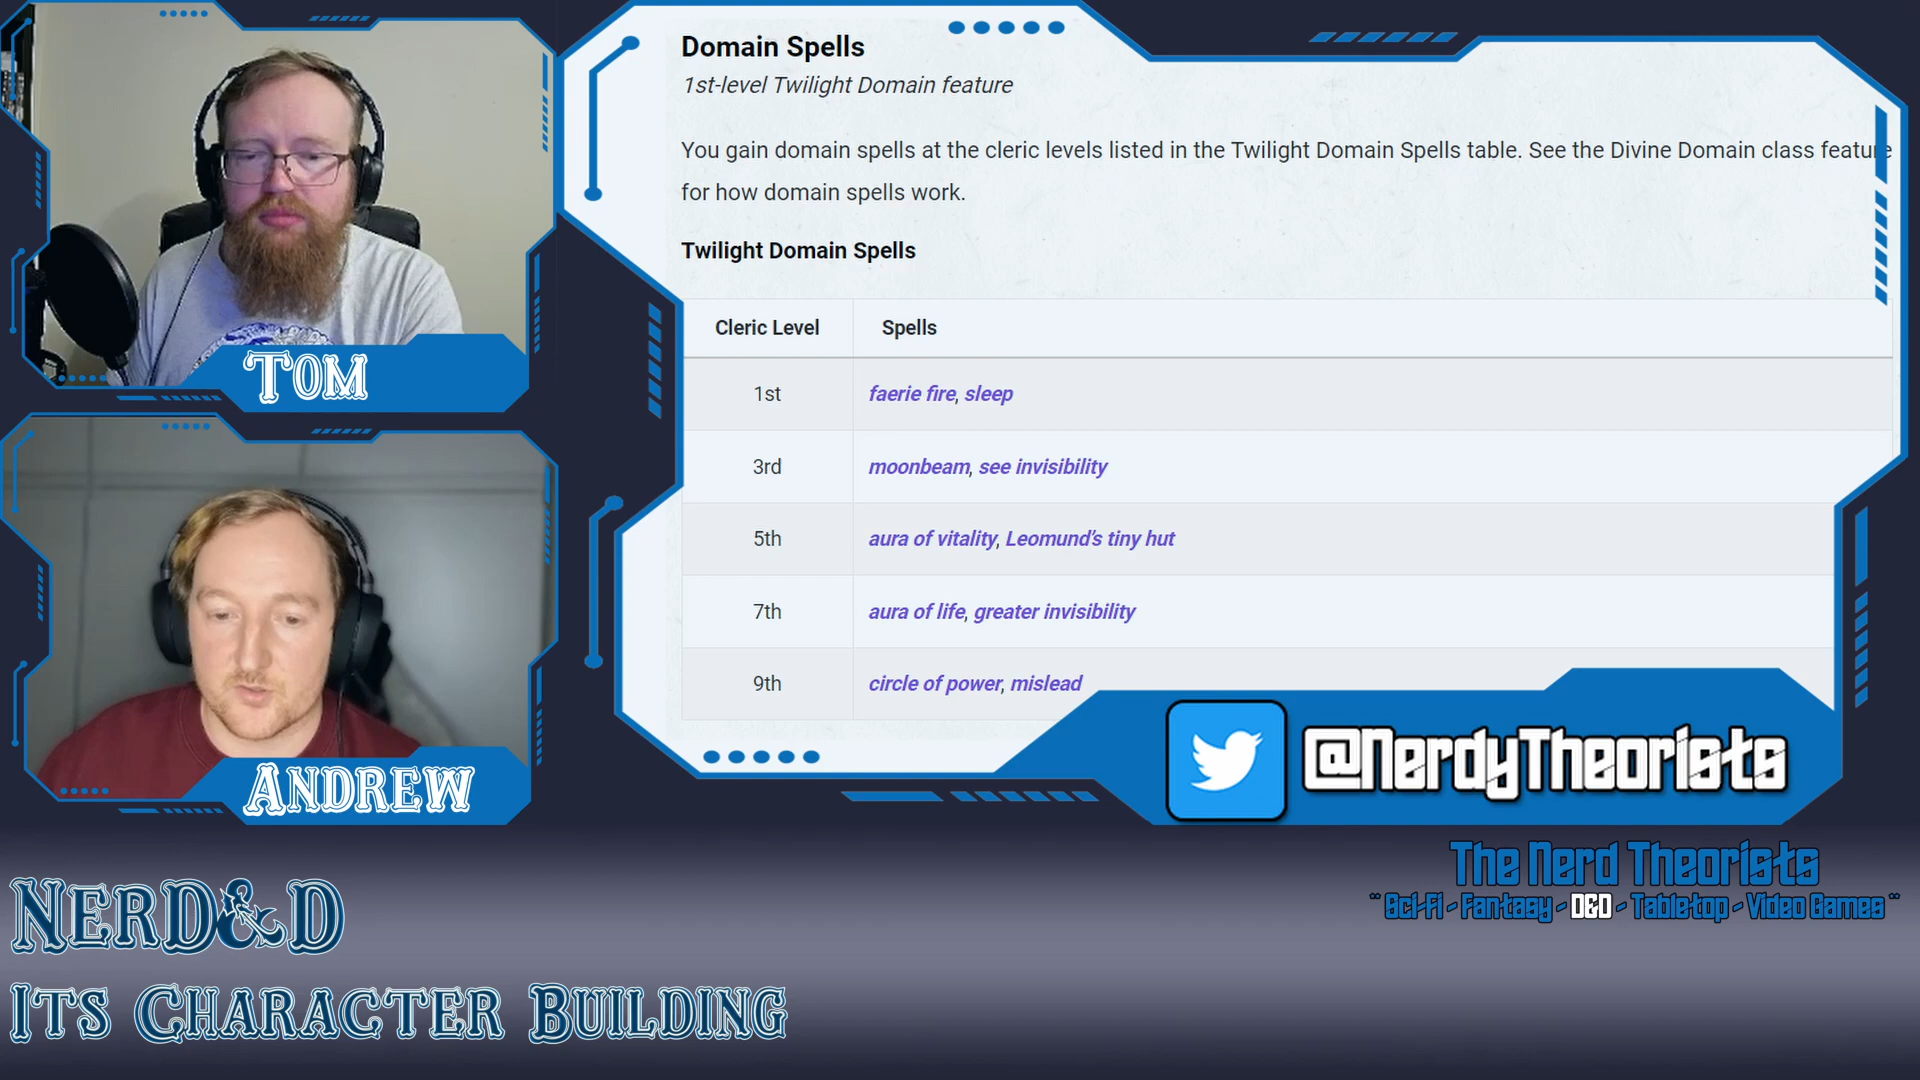 Domain Spells
1st-level Twilight Domain feature
You gain domain spells at the cleric levels listed in the Twilight Domain Spells table. See the Divine Domain class feature
for how domain spells work.
Twilight Domain Spells
Cleric Level Spells
1st faerie fire, sleep
3rd moonbeam, see invisibility
5th aura of vitality, Leomund's tiny hut
7th aura of life, greater invisibility
9th circle of power, mislead
Tom
Andrew
@NerdyTheorists
The Nerd Theorists
" Sci-Fi - Fantasy - D&D - Tabletop - Video Games "
NerD&D
Its Character Building